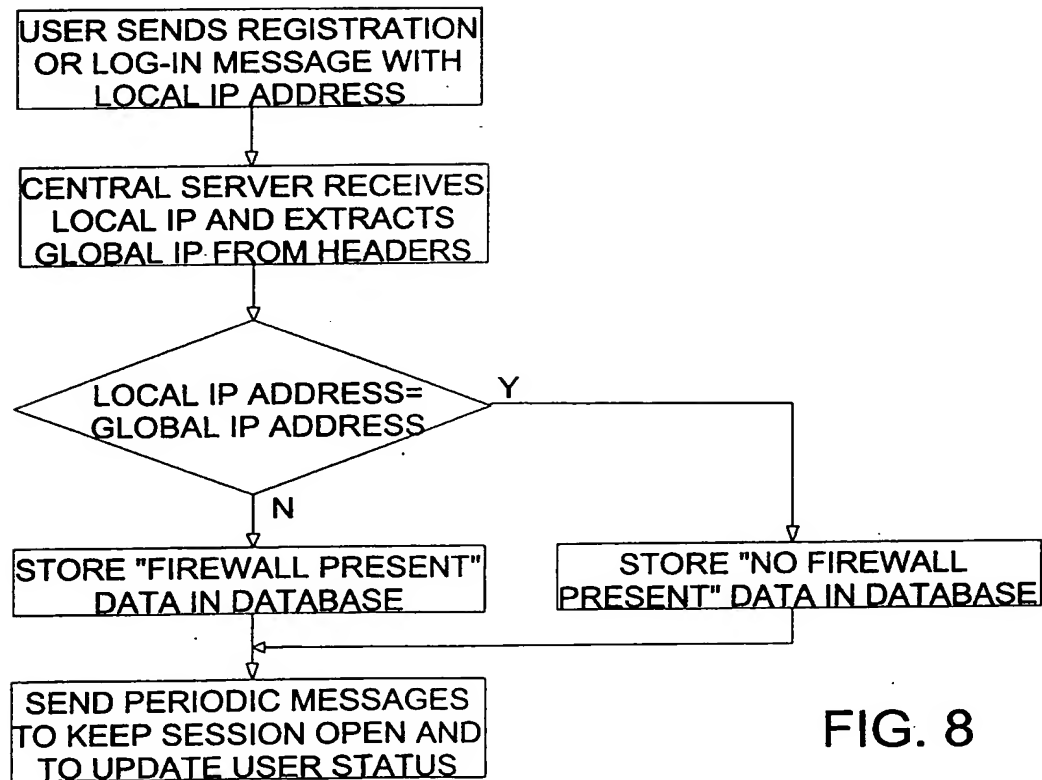 USER SENDS REGISTRATION
OR LOG-IN MESSAGE WITH
LOCAL IP ADDRESS
CENTRAL SERVER RECEIVES
LOCAL IP AND EXTRACTS
GLOBAL IP FROM HEADERS
LOCAL IP ADDRESS=
GLOBAL IP ADDRESS
Y
N
STORE "FIREWALL PRESENT"
DATA IN DATABASE
STORE "NO FIREWALL
PRESENT" DATA IN DATABASE
SEND PERIODIC MESSAGES
TO KEEP SESSION OPEN AND
TO UPDATE USER STATUS
FIG. 8